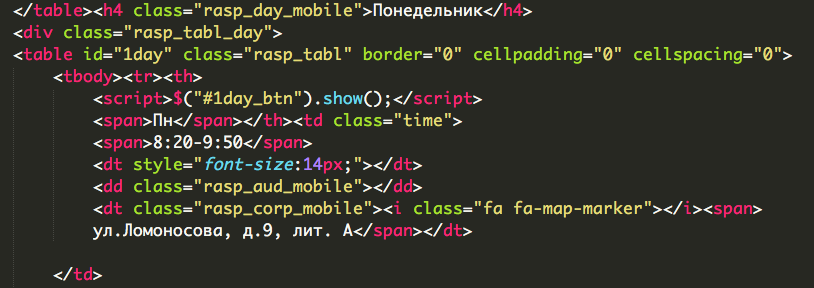 </table><h4 class="rasp_day_mobile">Понедельник</h4>
<div class="rasp_tabl_day">
<table id="1day" class="rasp_tabl" border="0" cellpadding="0" cellspacing="0">
<tbody><tr><th>
<script>$("#1day_btn").show();</script>
<span>Пн</span></th><td class="time">
<span>8:20-9:50</span>
<dt style="font-size:14px;"></dt>
<dd class="rasp_aud_mobile"></dd>
<dt class="rasp_corp_mobile"><i class="fa fa-map-marker"></i><span>
ул.Ломоносова, д.9, лит. А</span></dt>
</td>